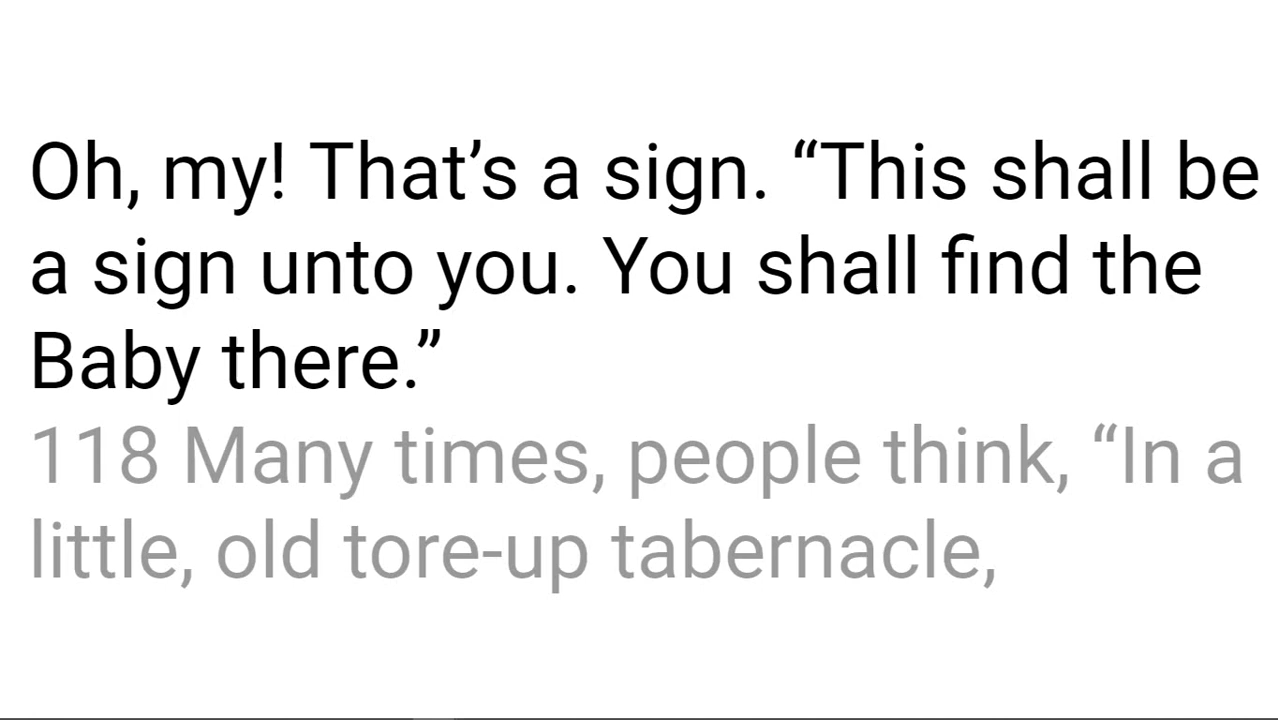 Oh, my! That’s a sign. “This shall be
a sign unto you. You shall find the
Baby there.”
118 Many times, people think, “In a
little, old tore-up tabernacle,